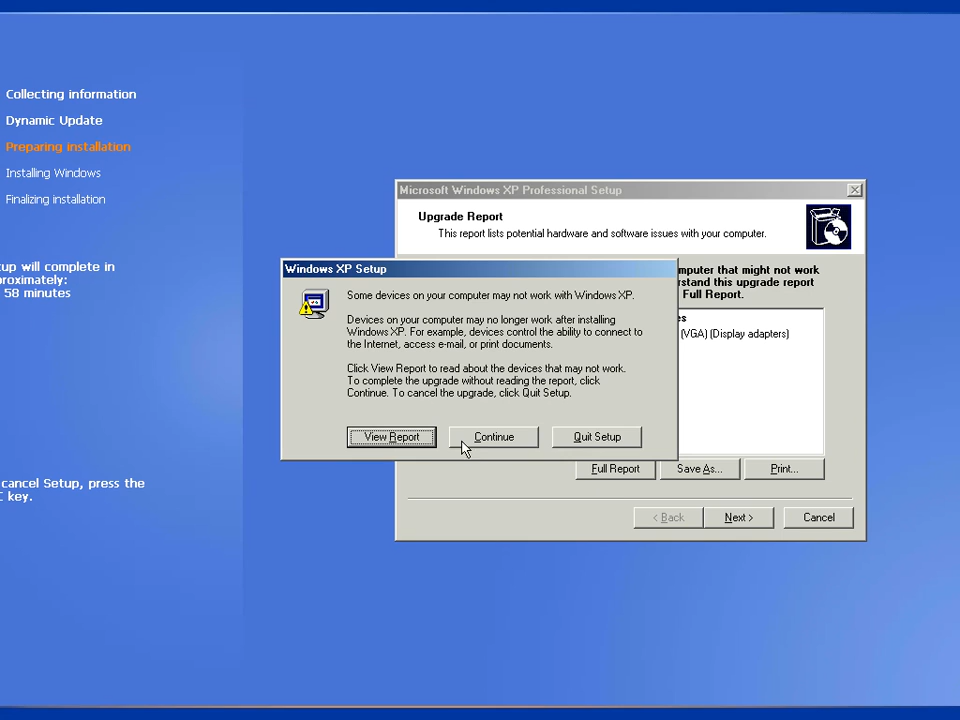 Collecting information
Dynamic Update
Preparing installation
Installing Windows
Finalizing installation
up will complete in
proximately:
58 minutes
cancel Setup, press the
key.
Microsoft Windows XP Professional Setup
Upgrade Report
This report lists potential hardware and software issues with your computer.
mputer that might not work
rstand this upgrade report
Full Report.
es
(VGA) (Display adapters)
Windows XP Setup
Some devices on your computer may not work with Windows XP.
Devices on your computer may no longer work after installing
Windows XP. For example, devices control the ability to connect to
the Internet, access e-mail, or print documents.
Click View Report to read about the devices that may not work.
To complete the upgrade without reading the report, click
Continue. To cancel the upgrade, click Quit Setup.
View Report
Continue
Quit Setup
Full Report
Save As...
Print...
< Back
Next >
Cancel